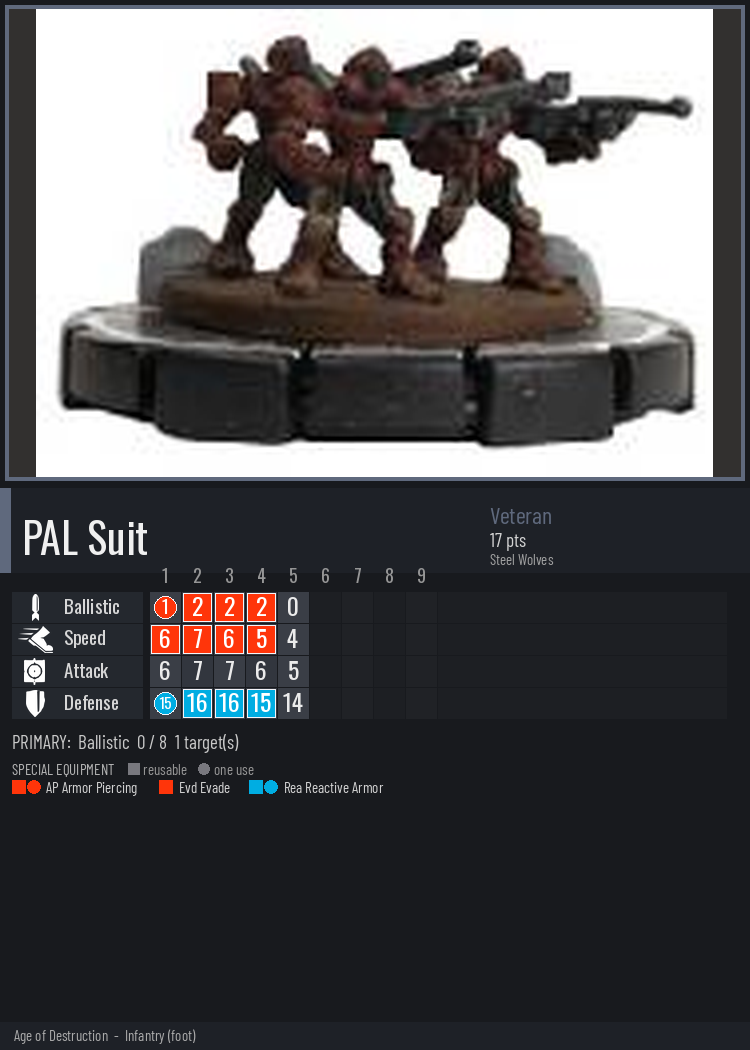 PAL Suit
Veteran
17 pts
Steel Wolves
1 2 3 4 5 6 7 8 9
Ballistic 1 2 2 2 0
Speed 6 7 6 5 4
Attack 6 7 7 6 5
Defense 15 16 16 15 14
PRIMARY: Ballistic 0 / 8 1 target(s)
SPECIAL EQUIPMENT reusable one use
AP Armor Piercing Evd Evade Rea Reactive Armor
Age of Destruction - Infantry (foot)